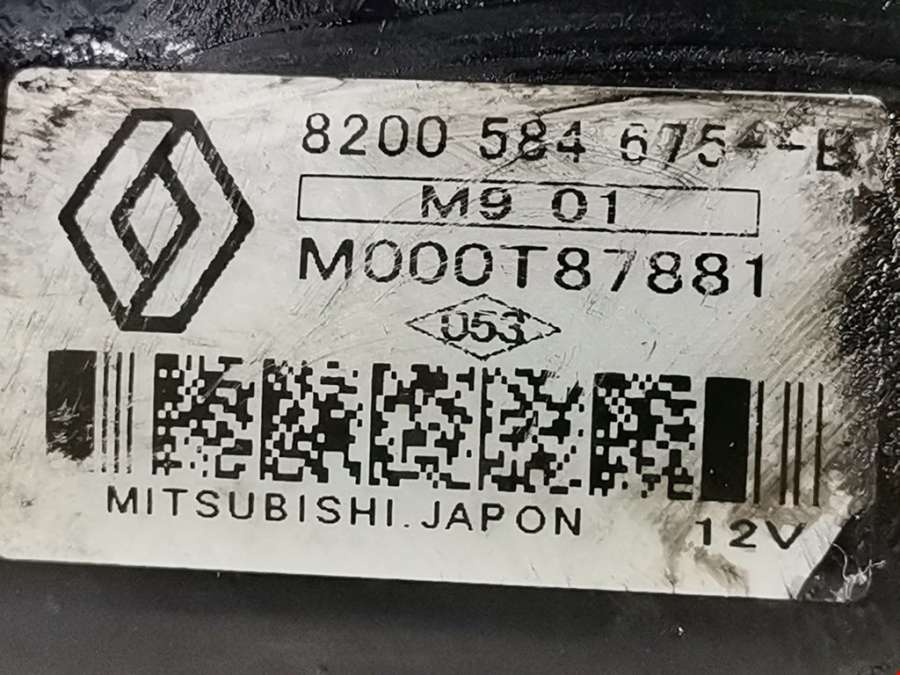 8200 584 675--B
M9 01
M000T87881
053
MITSUBISHI.JAPON
12V